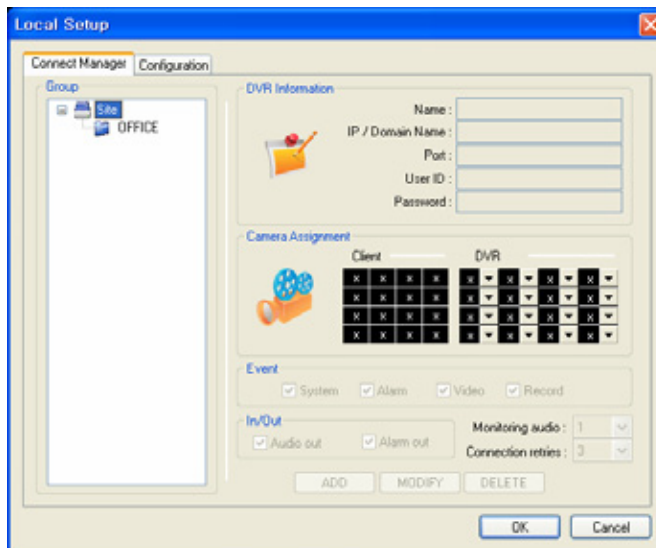 Local Setup
Connect Manager
Configuration
Group
Site
OFFICE
DVR Information
Name :
IP / Domain Name :
Port :
User ID :
Password :
Camera Assignment
Client
DVR
x x x x x x x x
x x x x x x x x
x x x x x x x x
x x x x x x x x
Event
System Alarm Video Record
In/Out
Audio out Alarm out
Monitoring audio : 1
Connection retries : 3
ADD MODIFY DELETE
OK Cancel